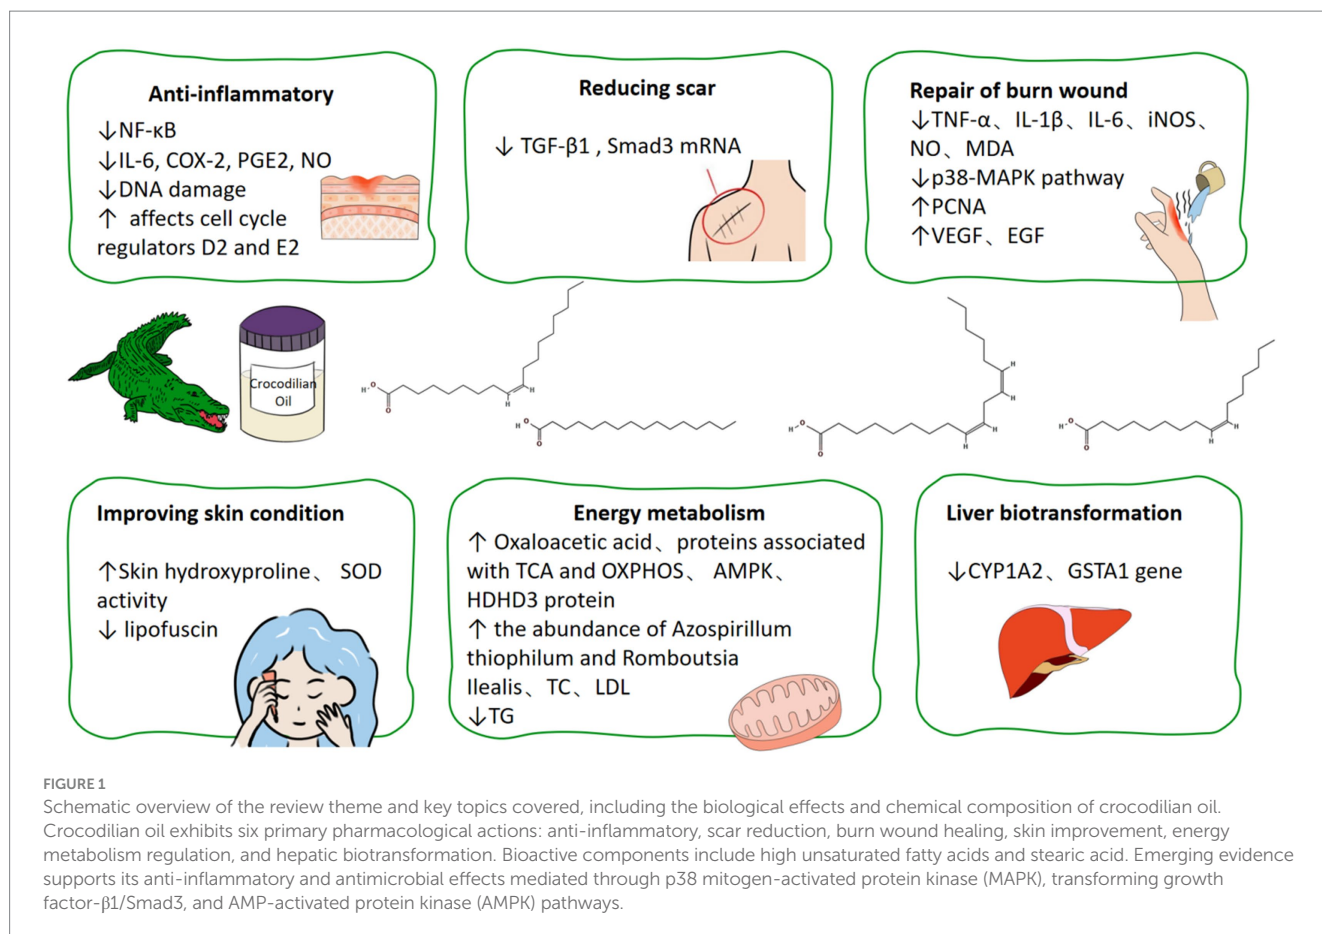 Anti-inflammatory
↓NF-κB
↓IL-6, COX-2, PGE2, NO
↓DNA damage
↑ affects cell cycle
regulators D2 and E2
Reducing scar
↓ TGF-β1 , Smad3 mRNA
Repair of burn wound
↓TNF-α、IL-1β、IL-6、iNOS、
NO、MDA
↓p38-MAPK pathway
↑PCNA
↑VEGF、EGF
Crocodilian
Oil
H O
O
H
H
H O
O
H O
O
H
H
H
H
H O
O
H
H
Improving skin condition
↑Skin hydroxyproline、 SOD
activity
↓ lipofuscin
Energy metabolism
↑ Oxaloacetic acid、proteins associated
with TCA and OXPHOS、 AMPK、
HDHD3 protein
↑ the abundance of Azospirillum
thiophilum and Romboutsia
Ilealis、TC、LDL
↓TG
Liver biotransformation
↓CYP1A2、GSTA1 gene
FIGURE 1
Schematic overview of the review theme and key topics covered, including the biological effects and chemical composition of crocodilian oil.
Crocodilian oil exhibits six primary pharmacological actions: anti-inflammatory, scar reduction, burn wound healing, skin improvement, energy
metabolism regulation, and hepatic biotransformation. Bioactive components include high unsaturated fatty acids and stearic acid. Emerging evidence
supports its anti-inflammatory and antimicrobial effects mediated through p38 mitogen-activated protein kinase (MAPK), transforming growth
factor-β1/Smad3, and AMP-activated protein kinase (AMPK) pathways.